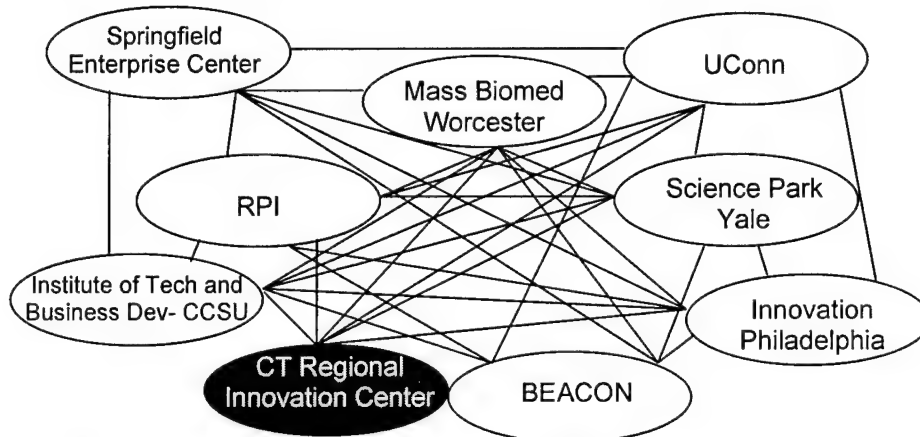 Springfield
Enterprise Center
UConn
Mass Biomed
Worcester
RPI
Science Park
Yale
Institute of Tech and
Business Dev- CCSU
Innovation
Philadelphia
CT Regional
Innovation Center
BEACON